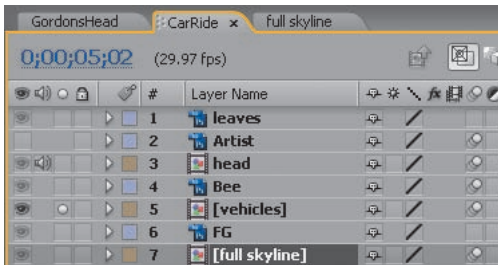 GordonsHead CarRide × full skyline
0;00;05;02 (29.97 fps)
# Layer Name
1 leaves
2 Artist
3 head
4 Bee
5 [vehicles]
6 FG
7 [full skyline]